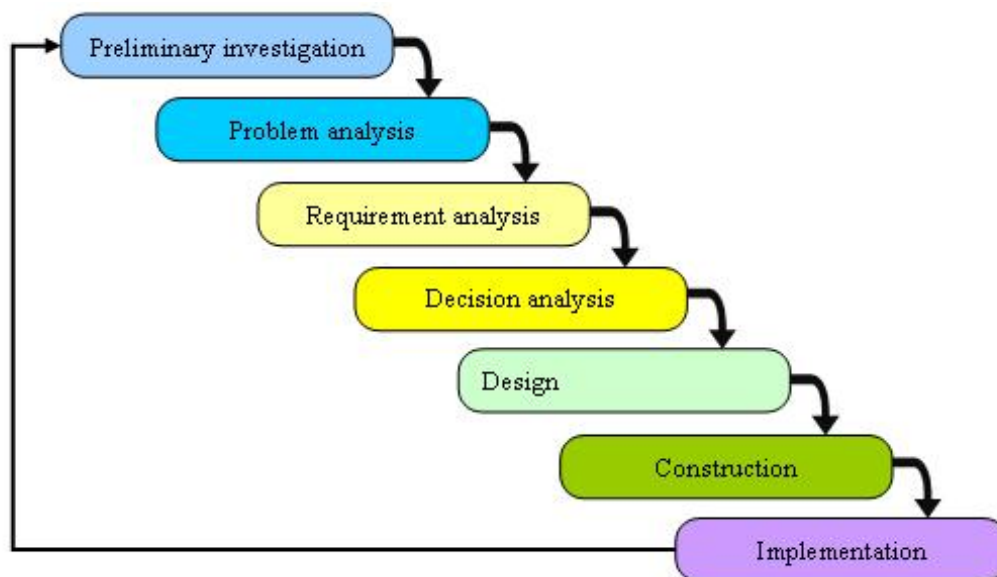 Preliminary investigation
Problem analysis
Requirement analysis
Decision analysis
Design
Construction
Implementation